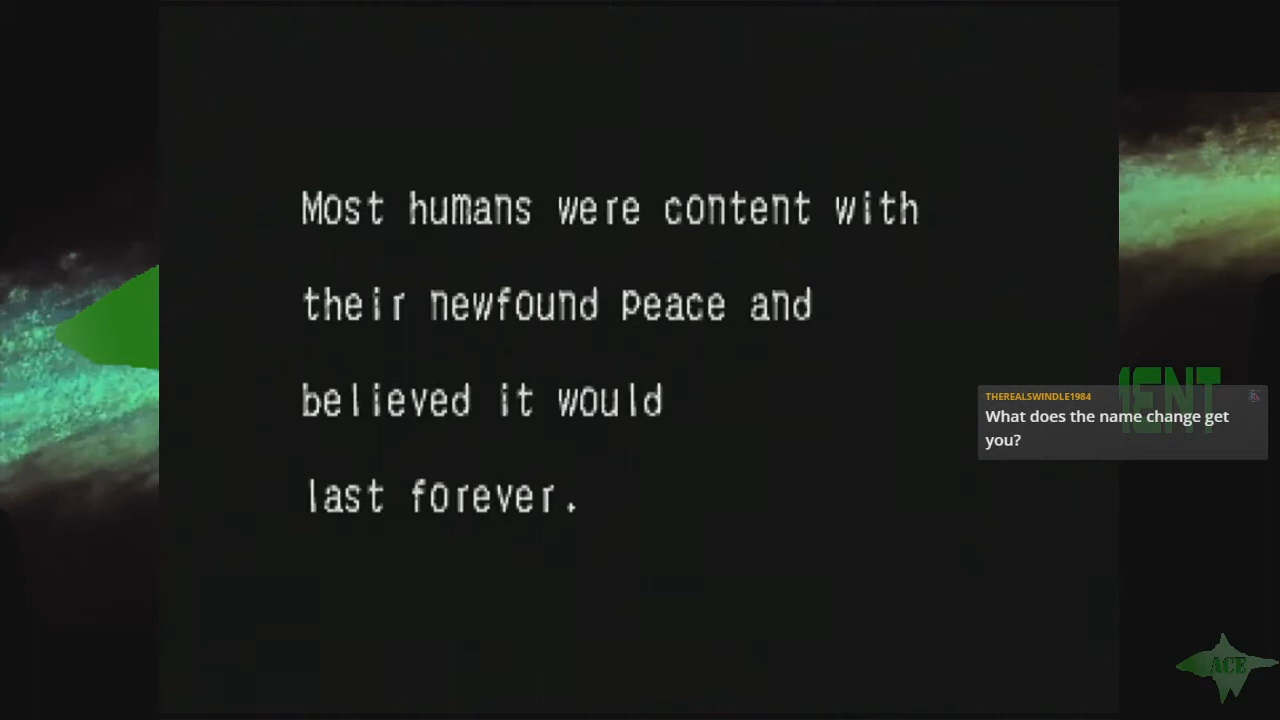 Most humans were content with
their newfound peace and
believed it would
last forever.
MENT
THEREALSWINDLE1984
What does the name change get
you?
ACE